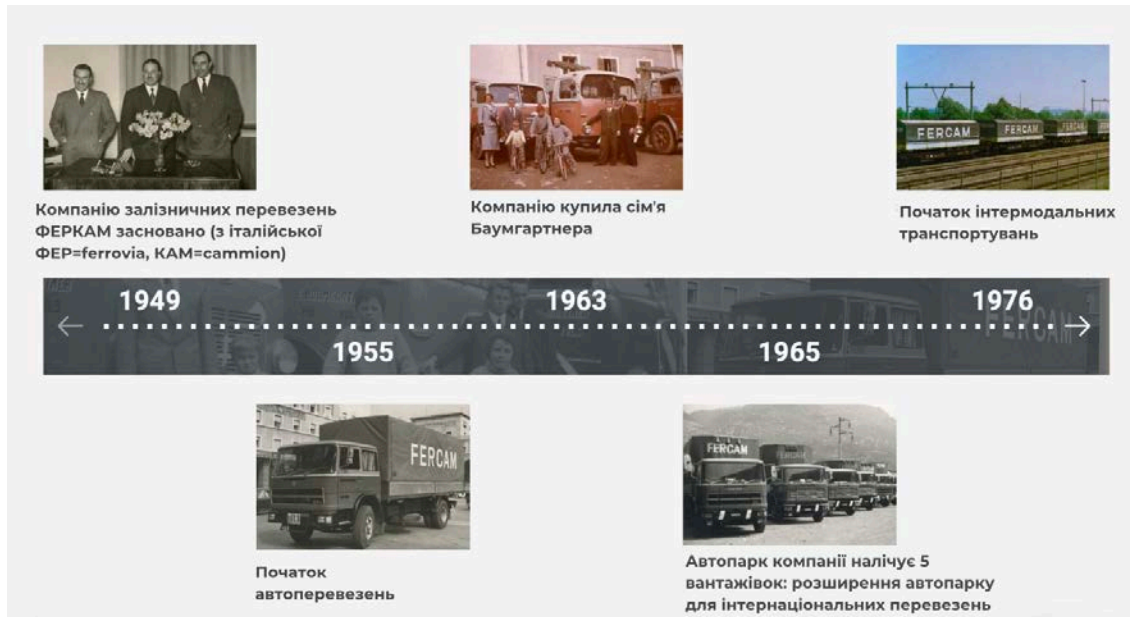 FERCAM FERCAM FERCAM
Компанію залізничних перевезень
ФЕРКАМ засновано (з італійської
ФЕР=ferrovia, КАМ=cammion)
Компанію купила сім'я
Баумгартнера
Початок інтермодальних
транспортувань
1949
1963
1976
1955
1965
FERCAM
FERCAM
FERCAM
Початок
автоперевезень
Автопарк компанії налічує 5
вантажівок: розширення автопарку
для інтернаціональних перевезень